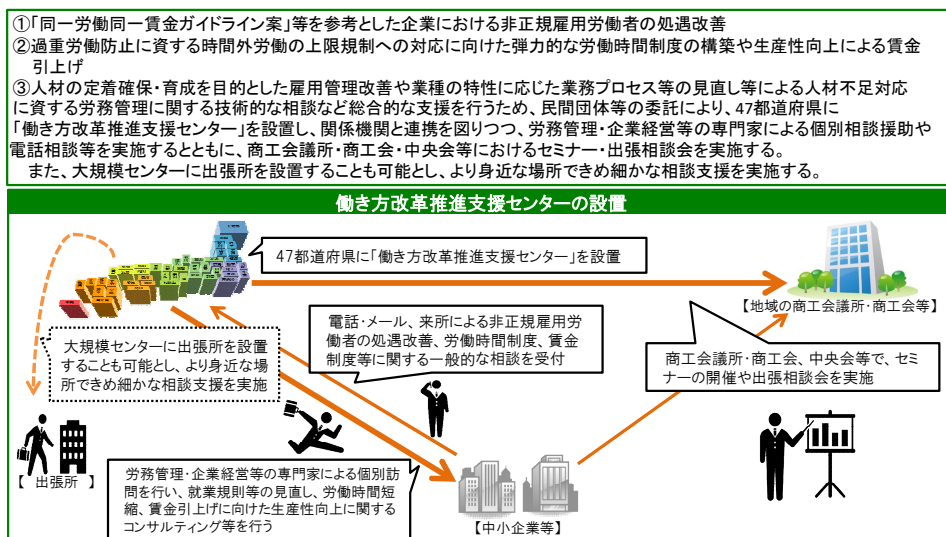 ①「同一労働同一賃金ガイドライン案」等を参考とした企業における非正規雇用労働者の処遇改善
②過重労働防止に資する時間外労働の上限規制への対応に向けた弾力的な労働時間制度の構築や生産性向上による賃金
引上げ
③人材の定着確保・育成を目的とした雇用管理改善や業種の特性に応じた業務プロセス等の見直し等による人材不足対応
に資する労務管理に関する技術的な相談など総合的な支援を行うため、民間団体等の委託により、47都道府県に
「働き方改革推進支援センター」を設置し、関係機関と連携を図りつつ、労務管理・企業経営等の専門家による個別相談援助や
電話相談等を実施するとともに、商工会議所・商工会・中央会等におけるセミナー・出張相談会を実施する。
また、大規模センターに出張所を設置することも可能とし、より身近な場所できめ細かな相談支援を実施する。
働き方改革推進支援センターの設置
47都道府県に「働き方改革推進支援センター」を設置
【地域の商工会議所・商工会等】
電話・メール、来所による非正規雇用労
働者の処遇改善、労働時間制度、賃金
制度等に関する一般的な相談を受付
大規模センターに出張所を設置
することも可能とし、より身近な場
所できめ細かな相談支援を実施
商工会議所・商工会、中央会等で、セミ
ナーの開催や出張相談会を実施
【 出張所 】
労務管理・企業経営等の専門家による個別訪
問を行い、就業規則等の見直し、労働時間短
縮、賃金引上げに向けた生産性向上に関する
コンサルティング等を行う
【中小企業等】